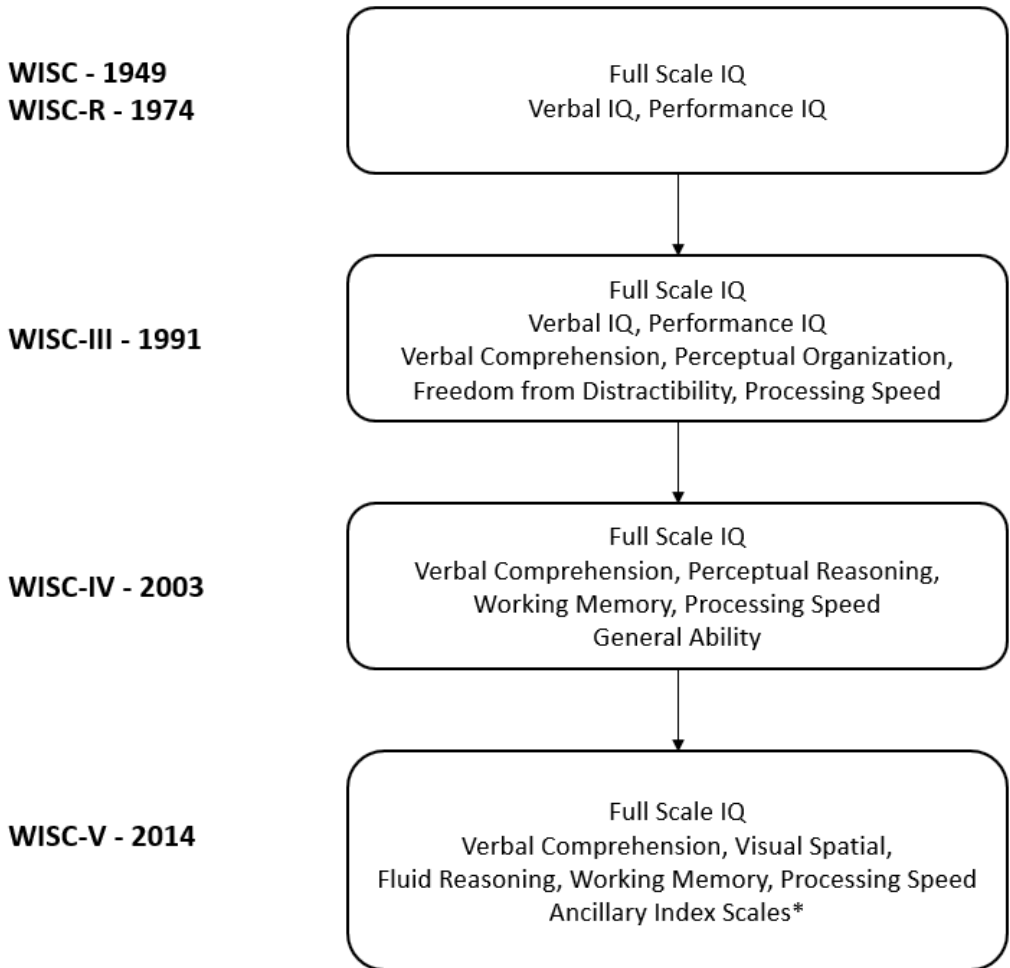 WISC - 1949
WISC-R - 1974
Full Scale IQ
Verbal IQ, Performance IQ
WISC-III - 1991
Full Scale IQ
Verbal IQ, Performance IQ
Verbal Comprehension, Perceptual Organization,
Freedom from Distractibility, Processing Speed
WISC-IV - 2003
Full Scale IQ
Verbal Comprehension, Perceptual Reasoning,
Working Memory, Processing Speed
General Ability
WISC-V - 2014
Full Scale IQ
Verbal Comprehension, Visual Spatial,
Fluid Reasoning, Working Memory, Processing Speed
Ancillary Index Scales*